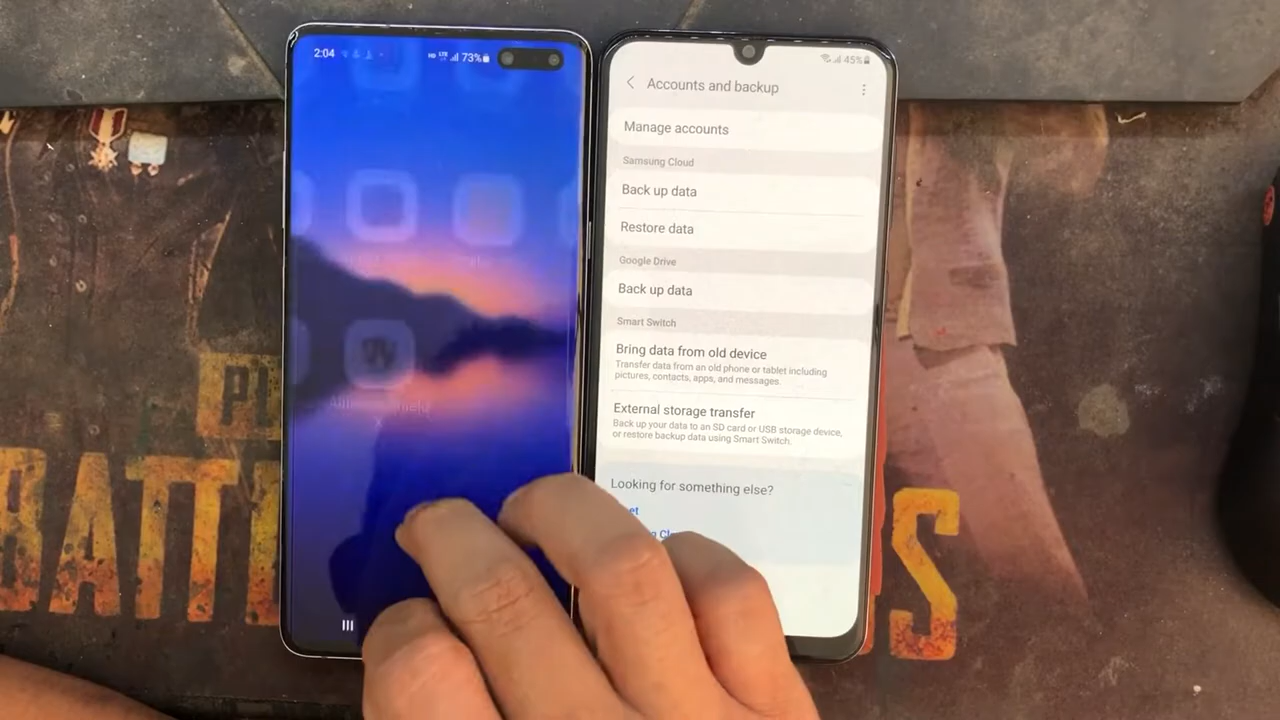 2:04
73%
45%
Accounts and backup
Manage accounts
Samsung Cloud
Back up data
Restore data
Google Drive
Back up data
Smart Switch
Bring data from old device
Transfer data from an old phone or tablet including
pictures, contacts, apps, and messages.
External storage transfer
Back up your data to an SD card or USB storage device,
or restore backup data using Smart Switch.
Looking for something else?
et
PL
BATT
S